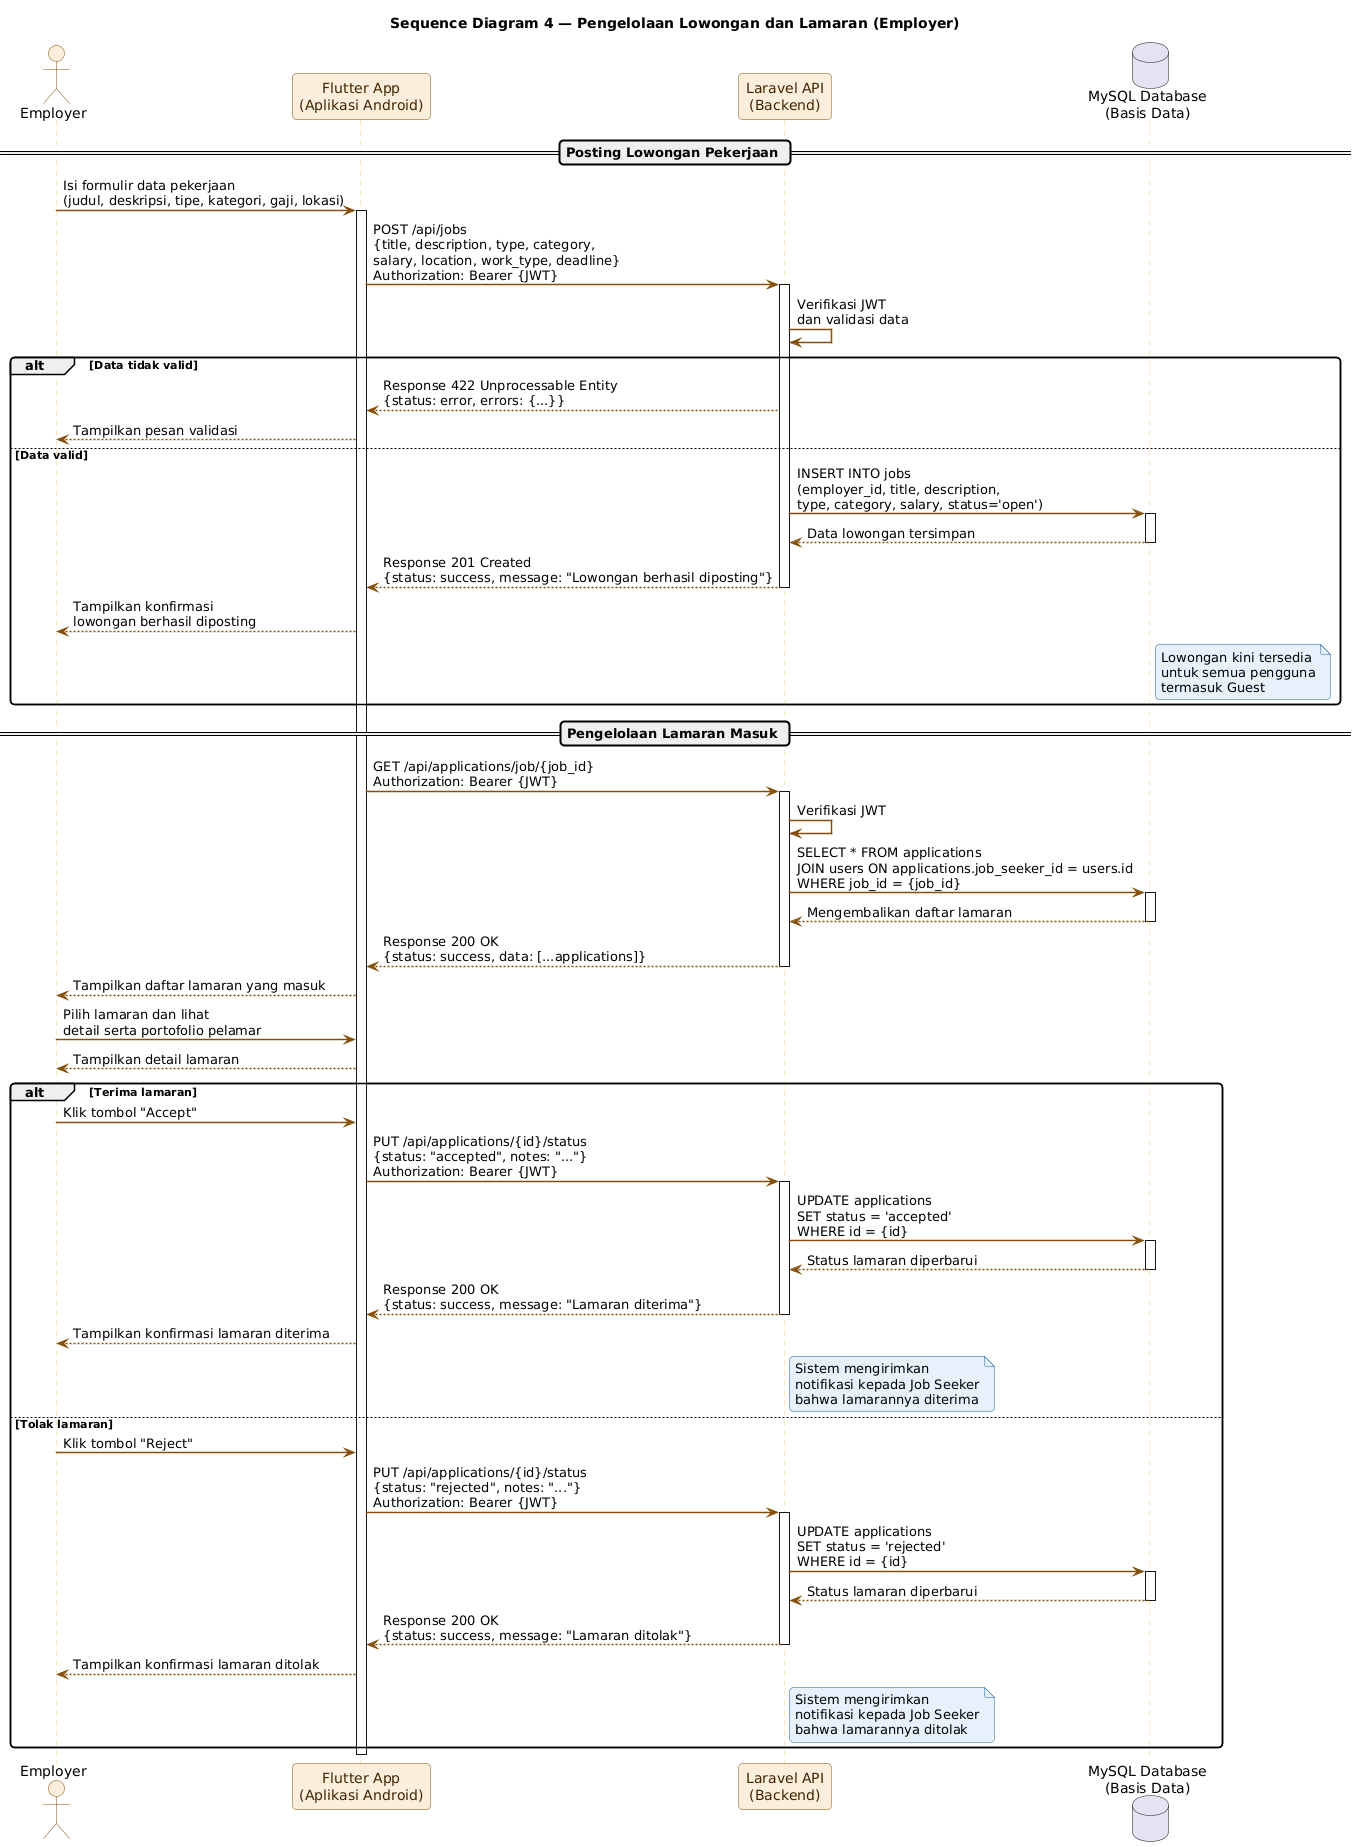 Sequence Diagram 4 — Pengelolaan Lowongan dan Lamaran (Employer)
Employer
Flutter App
(Aplikasi Android)
Laravel API
(Backend)
MySQL Database
(Basis Data)
Posting Lowongan Pekerjaan
Isi formulir data pekerjaan
(judul, deskripsi, tipe, kategori, gaji, lokasi)
POST /api/jobs
{title, description, type, category,
salary, location, work_type, deadline}
Authorization: Bearer {JWT}
Verifikasi JWT
dan validasi data
alt
[Data tidak valid]
Response 422 Unprocessable Entity
{status: error, errors: {...}}
Tampilkan pesan validasi
[Data valid]
INSERT INTO jobs
(employer_id, title, description,
type, category, salary, status='open')
Data lowongan tersimpan
Response 201 Created
{status: success, message: "Lowongan berhasil diposting"}
Tampilkan konfirmasi
lowongan berhasil diposting
Lowongan kini tersedia
untuk semua pengguna
termasuk Guest
Pengelolaan Lamaran Masuk
GET /api/applications/job/{job_id}
Authorization: Bearer {JWT}
Verifikasi JWT
SELECT * FROM applications
JOIN users ON applications.job_seeker_id = users.id
WHERE job_id = {job_id}
Mengembalikan daftar lamaran
Response 200 OK
{status: success, data: [...applications]}
Tampilkan daftar lamaran yang masuk
Pilih lamaran dan lihat
detail serta portofolio pelamar
Tampilkan detail lamaran
alt
[Terima lamaran]
Klik tombol "Accept"
PUT /api/applications/{id}/status
{status: "accepted", notes: "..."}
Authorization: Bearer {JWT}
UPDATE applications
SET status = 'accepted'
WHERE id = {id}
Status lamaran diperbarui
Response 200 OK
{status: success, message: "Lamaran diterima"}
Tampilkan konfirmasi lamaran diterima
Sistem mengirimkan
notifikasi kepada Job Seeker
bahwa lamarannya diterima
[Tolak lamaran]
Klik tombol "Reject"
PUT /api/applications/{id}/status
{status: "rejected", notes: "..."}
Authorization: Bearer {JWT}
UPDATE applications
SET status = 'rejected'
WHERE id = {id}
Status lamaran diperbarui
Response 200 OK
{status: success, message: "Lamaran ditolak"}
Tampilkan konfirmasi lamaran ditolak
Sistem mengirimkan
notifikasi kepada Job Seeker
bahwa lamarannya ditolak
Employer
Flutter App
(Aplikasi Android)
Laravel API
(Backend)
MySQL Database
(Basis Data)